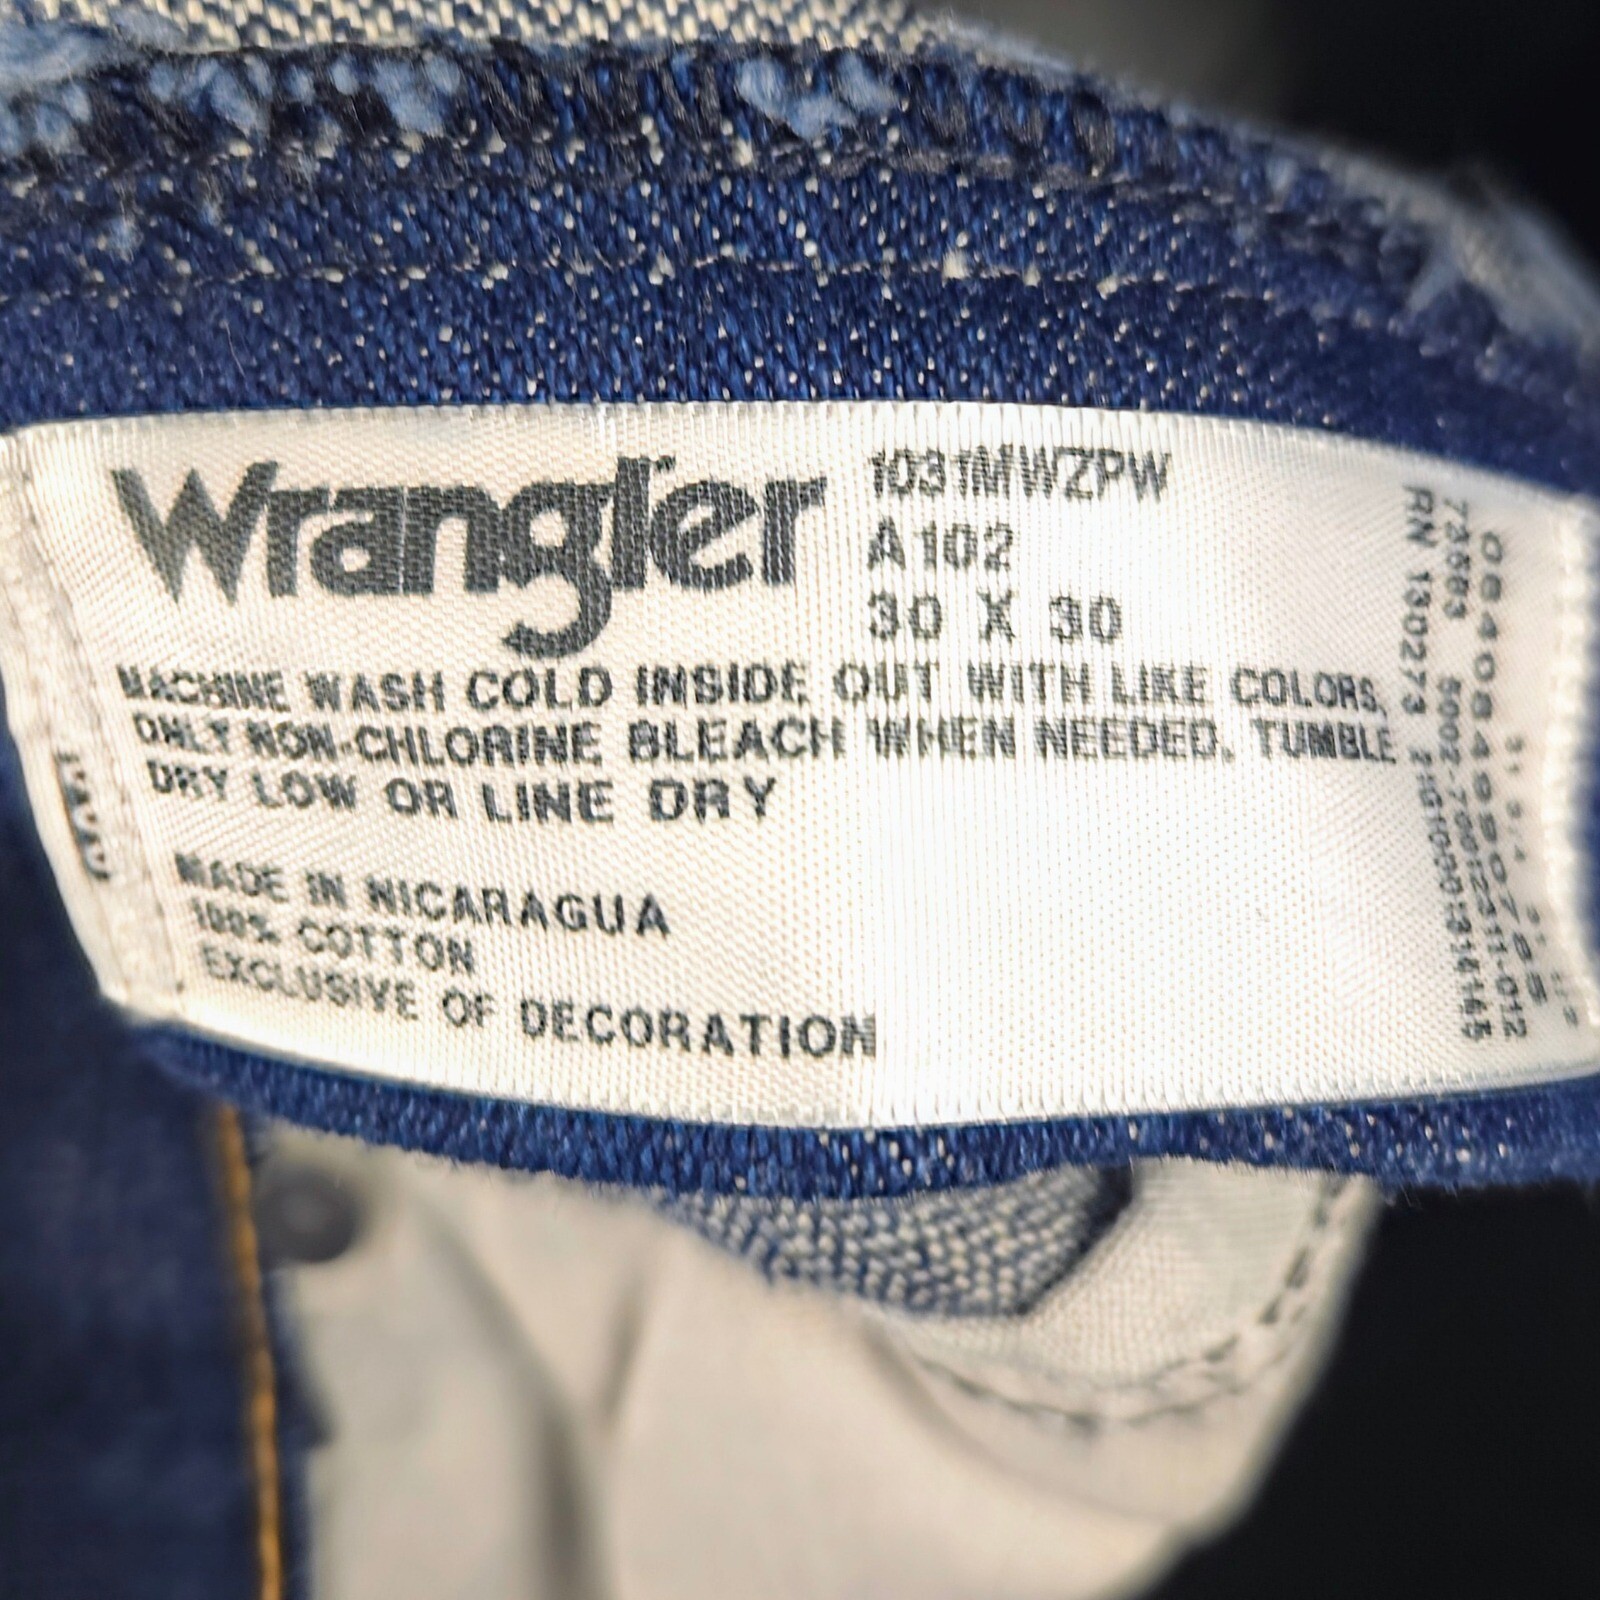 Wrangler
1031MWZPW
A102
30 X 30
MACHINE WASH COLD INSIDE OUT WITH LIKE COLORS,
ONLY NON-CHLORINE BLEACH WHEN NEEDED, TUMBLE
DRY LOW OR LINE DRY
MADE IN NICARAGUA
100% COTTON
EXCLUSIVE OF DECORATION
RN 130273
73503